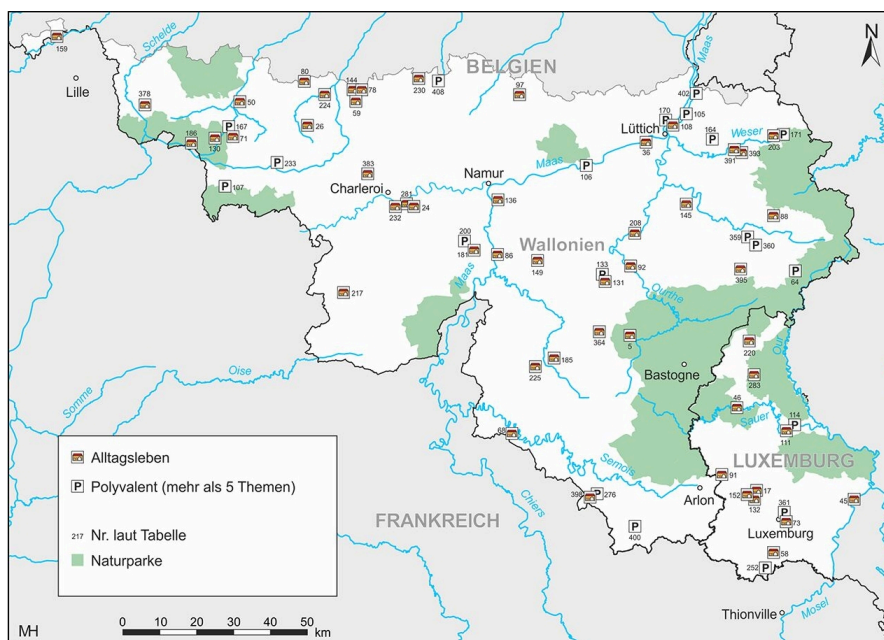 159
Lille
Schelde
80
144
78
230
408
BELGIEN
97
Maas
N
378
50
224
59
402
167
26
170
105
186
130
71
Lüttich
108
164
Weser
171
36
391
393
203
233
383
Namur
Maas
106
107
Charleroi
281
232
24
136
145
88
200
181
86
Wallonien
208
359
360
149
133
131
92
395
64
217
Maas
Ourthe
Our
364
5
220
Oise
185
225
Bastogne
283
Somme
46
Sauer
114
111
68
Semois
LUXEMBURG
91
Alltagsleben
Polyvalent (mehr als 5 Themen)
217 Nr. laut Tabelle
Naturparke
FRANKREICH
Chiers
398
276
Arlon
152
17
132
361
45
400
73
Luxemburg
58
252
Thionville
Mosel
MH
0 10 20 30 40 50
km
P